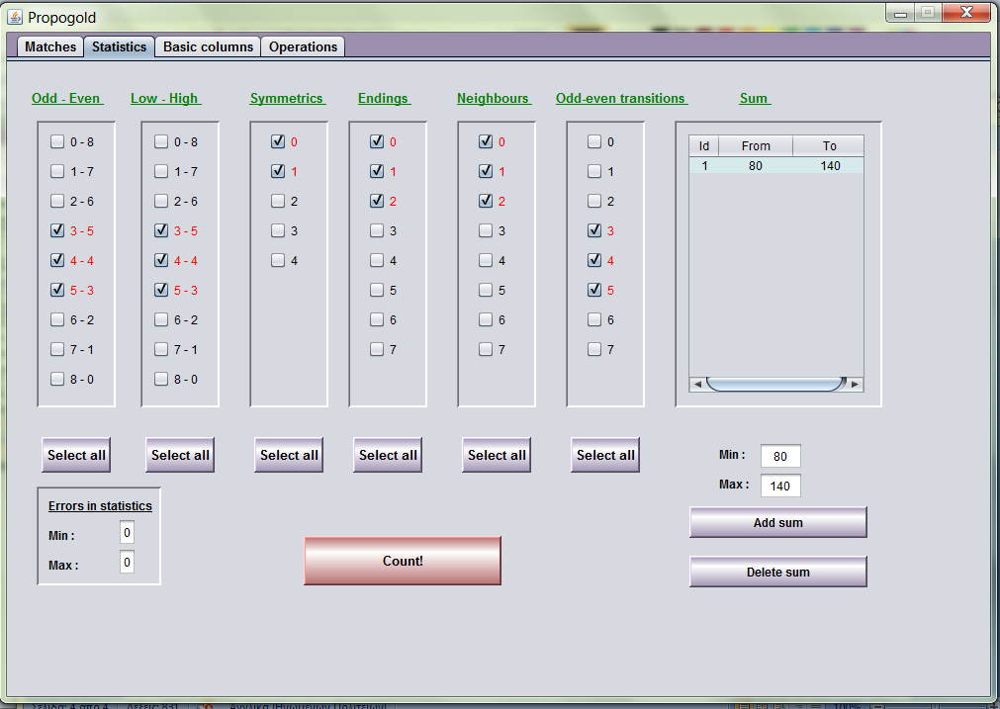 Propogold
Matches Statistics Basic columns Operations
Odd - Even Low - High Symmetrics Endings Neighbours Odd-even transitions Sum
0 - 8 0 - 8 0 0 0 0
1 - 7 1 - 7 1 1 1 1
2 - 6 2 - 6 2 2 2 2
3 - 5 3 - 5 3 3 3 3
4 - 4 4 - 4 4 4 4 4
5 - 3 5 - 3 5 5 5
6 - 2 6 - 2 6 6 6
7 - 1 7 - 1 7 7 7
8 - 0 8 - 0
Id From To
1 80 140
Select all Select all Select all Select all Select all Select all
Min : 80
Max : 140
Add sum
Delete sum
Errors in statistics
Min : 0
Max : 0
Count!
100%